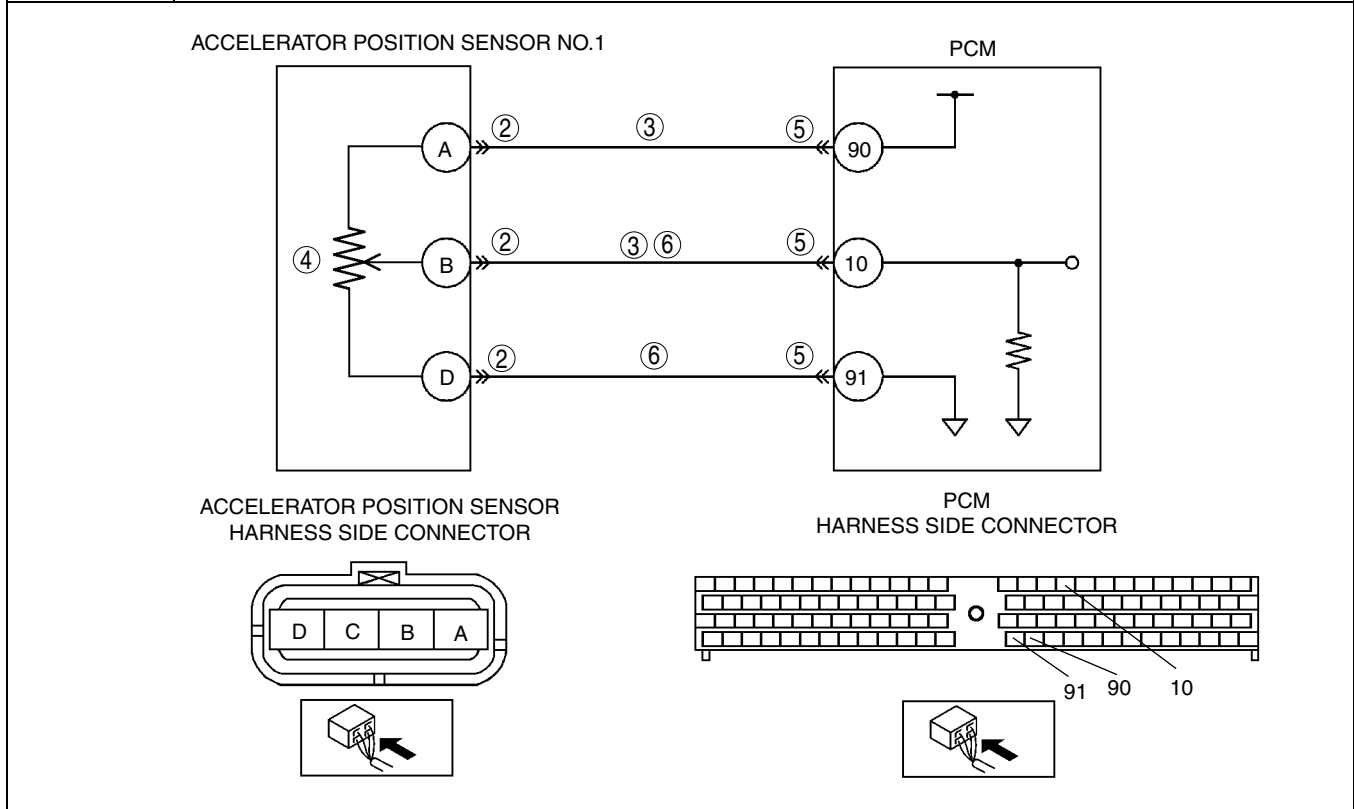 ACCELERATOR POSITION SENSOR NO.1
PCM
A
②
③
⑤
90
④
B
②
③ ⑥
⑤
10
D
②
⑥
⑤
91
ACCELERATOR POSITION SENSOR
HARNESS SIDE CONNECTOR
PCM
HARNESS SIDE CONNECTOR
D C B A
91 90 10